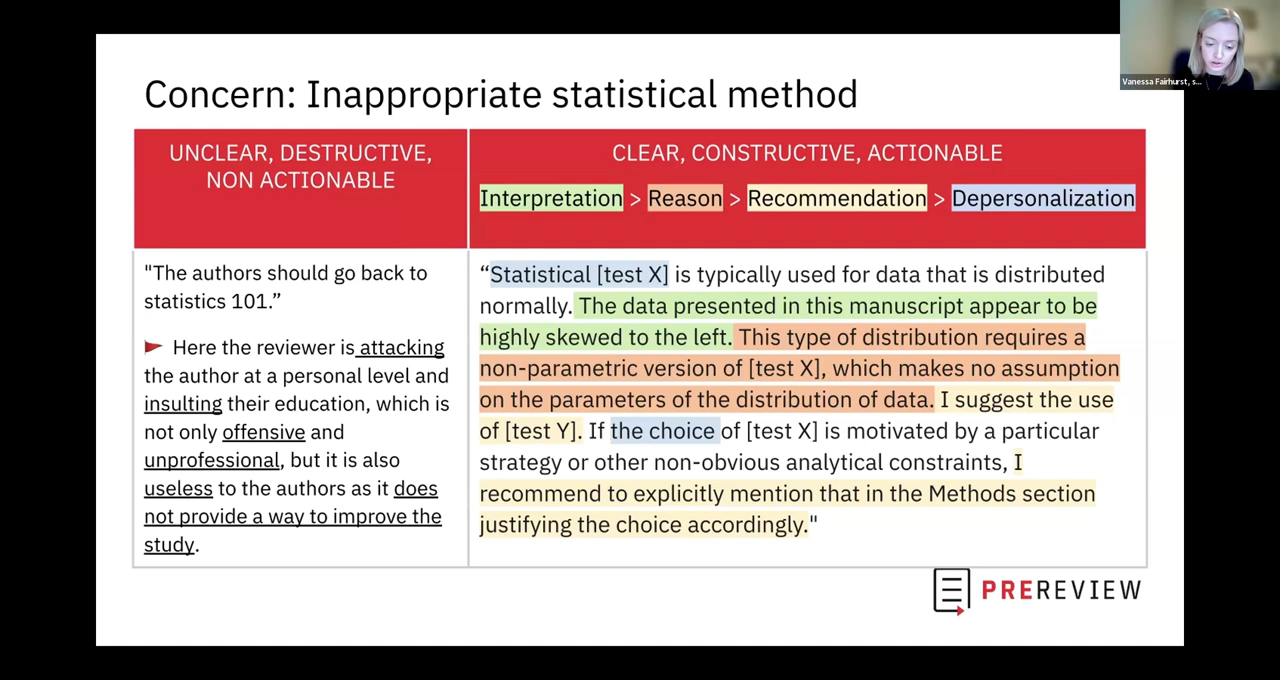 Vanessa Fairhurst, s...
Concern: Inappropriate statistical method
UNCLEAR, DESTRUCTIVE,
NON ACTIONABLE
CLEAR, CONSTRUCTIVE, ACTIONABLE
Interpretation > Reason > Recommendation > Depersonalization
"The authors should go back to
statistics 101.”
Here the reviewer is attacking
the author at a personal level and
insulting their education, which is
not only offensive and
unprofessional, but it is also
useless to the authors as it does
not provide a way to improve the
study.
“Statistical [test X] is typically used for data that is distributed
normally. The data presented in this manuscript appear to be
highly skewed to the left. This type of distribution requires a
non-parametric version of [test X], which makes no assumption
on the parameters of the distribution of data. I suggest the use
of [test Y]. If the choice of [test X] is motivated by a particular
strategy or other non-obvious analytical constraints, I
recommend to explicitly mention that in the Methods section
justifying the choice accordingly."
PREREVIEW